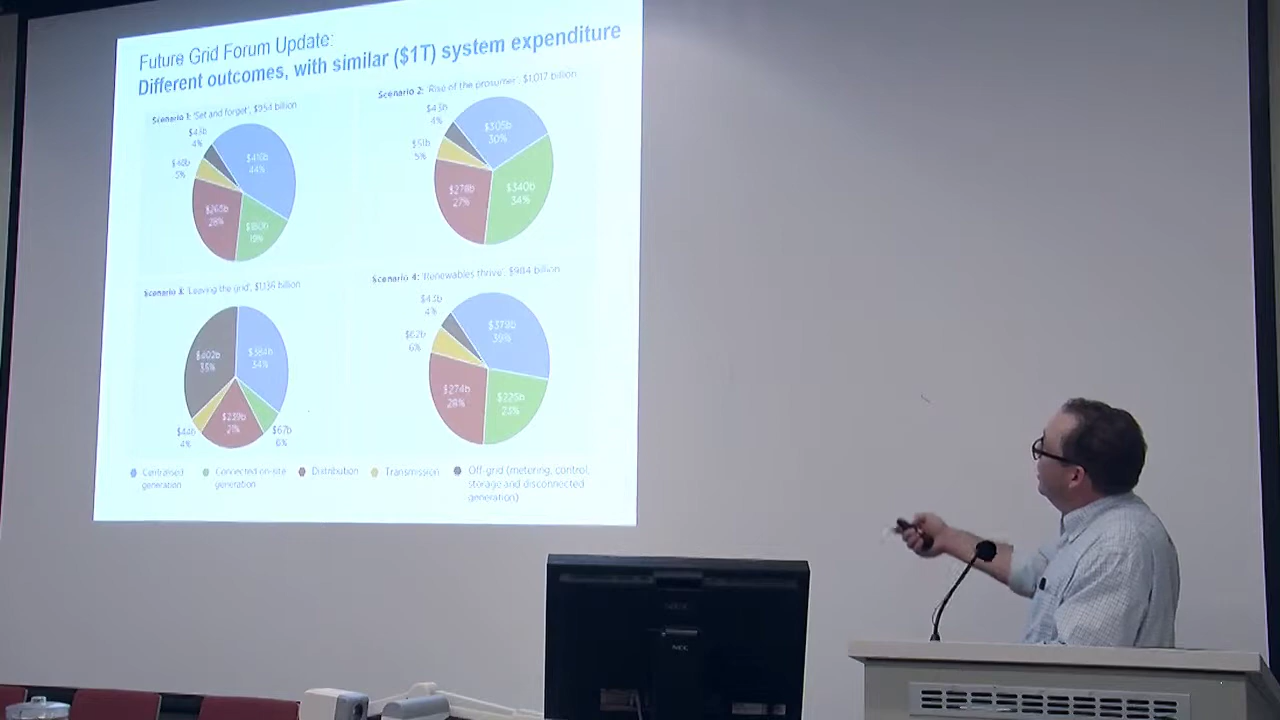 Future Grid Forum Update:
Different outcomes, with similar ($1T) system expenditure
Scenario 1: 'Set and forget', $954 billion
$43b
4%
5%
44%
28%
19%
Scenario 2: 'Rise of the prosumer', $1,017 billion
$43b
4%
$51b
5%
$305b
30%
$278b
27%
$340b
34%
Scenario 3: 'Leaving the grid', $1,136 billion
$402b
35%
$384b
34%
$239b
21%
$44b
4%
$67b
6%
Scenario 4: 'Renewables thrive', $984 billion
$43b
4%
$62b
6%
$379b
39%
$274b
28%
$225b
23%
Centralised
generation
Connected on-site
generation
Distribution
Transmission
Off-grid (metering, control,
storage and disconnected
generation)
NEC